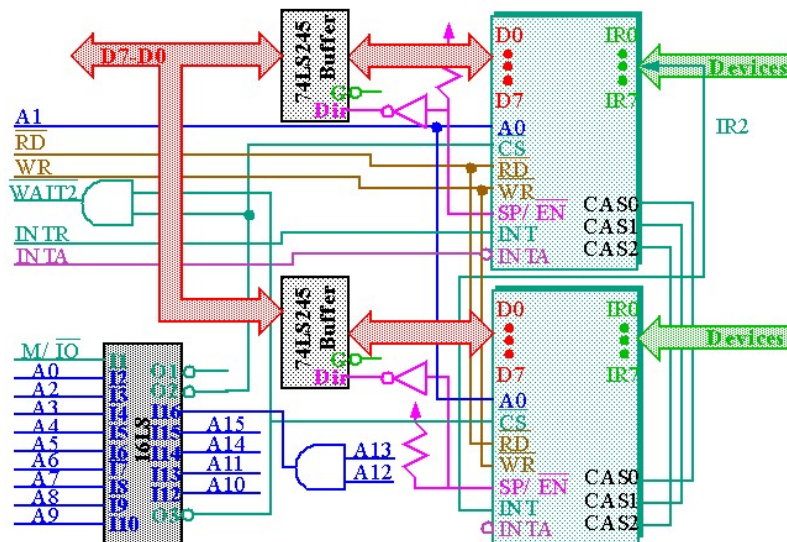 D7-D0
74LS245
Buffer
G
Dir
D0
D7
IR0
IR7
Devices
IR2
A1
RD
WR
WAIT2
INTR
INTA
A0
CS
RD
WR
SP/ EN
INT
INTA
CAS0
CAS1
CAS2
74LS245
Buffer
G
Dir
D0
D7
IR0
IR7
Devices
A0
CS
RD
WR
SP/ EN
INT
INTA
CAS0
CAS1
CAS2
M/ IO
A0
A2
A3
A4
A5
A6
A7
A8
A9
I1
I2
I3
I4
I5
I6
I7
I8
I9
I10
16L8
O1
O2
I16
I15
I14
I13
I12
O3
A15
A14
A11
A10
A13
A12